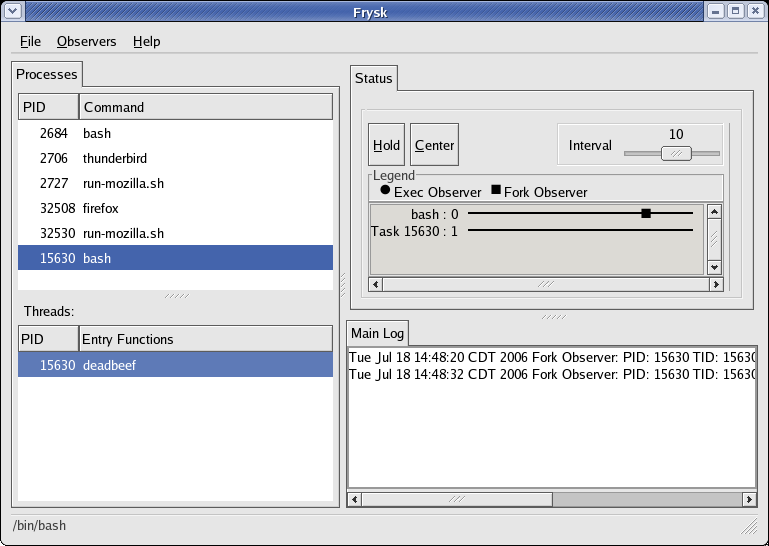 Frysk
File Observers Help
Processes
PID Command
2684 bash
2706 thunderbird
2727 run-mozilla.sh
32508 firefox
32530 run-mozilla.sh
15630 bash
Threads:
PID Entry Functions
15630 deadbeef
Status
Hold Center Interval 10
Legend
Exec Observer Fork Observer
bash : 0
Task 15630 : 1
Main Log
Tue Jul 18 14:48:20 CDT 2006 Fork Observer: PID: 15630 TID: 15630
Tue Jul 18 14:48:32 CDT 2006 Fork Observer: PID: 15630 TID: 15630
/bin/bash